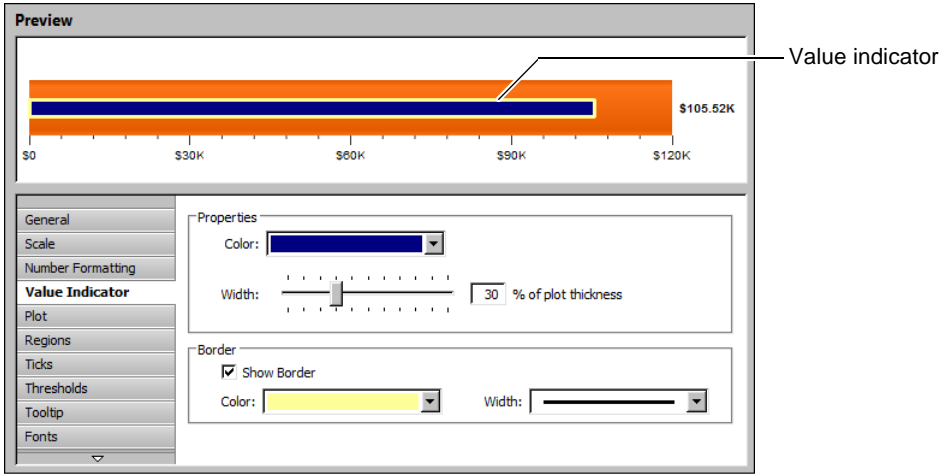 Preview
Value indicator
$105.52K
$0 $30K $60K $90K $120K
General
Scale
Number Formatting
Value Indicator
Plot
Regions
Ticks
Thresholds
Tooltip
Fonts
Properties
Color:
Width: 30 % of plot thickness
Border
Show Border
Color: Width: